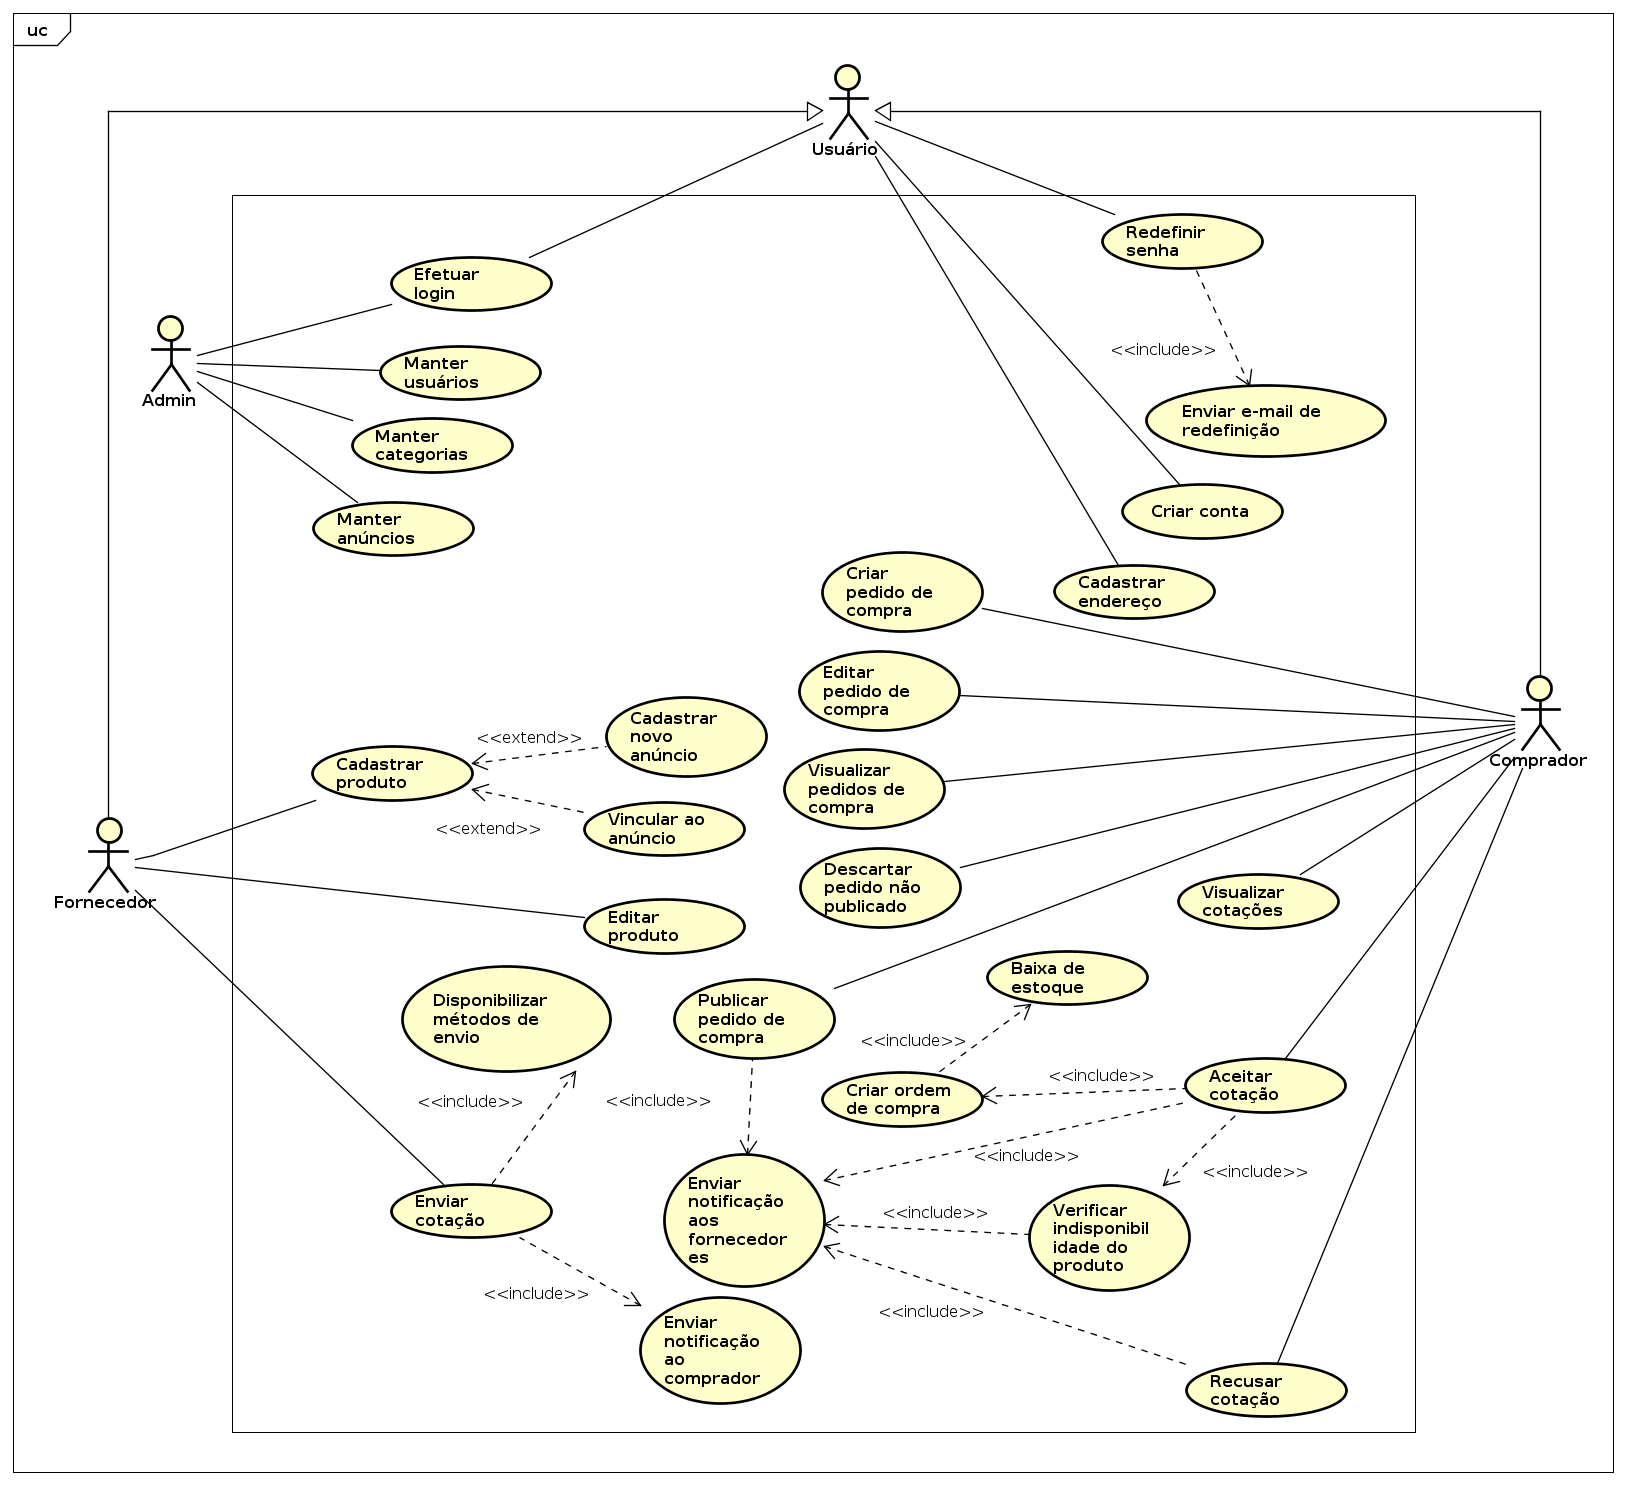 uc
Usuário
Redefinir
senha
Efetuar
login
<<include>>
Manter
usuários
Admin
Enviar e-mail de
redefinição
Manter
categorias
Criar conta
Manter
anúncios
Criar
pedido de
compra
Cadastrar
endereço
Editar
pedido de
compra
Cadastrar
novo
anúncio
<<extend>>
Cadastrar
produto
Comprador
Visualizar
pedidos de
compra
Vincular ao
anúncio
<<extend>>
Descartar
pedido não
publicado
Visualizar
cotações
Fornecedor
Editar
produto
Baixa de
estoque
Disponibilizar
métodos de
envio
Publicar
pedido de
compra
<<include>>
<<include>>
Aceitar
cotação
Criar ordem
de compra
<<include>>
<<include>>
<<include>>
<<include>>
Enviar
notificação
aos
fornecedor
es
Enviar
cotação
<<include>>
Verificar
indisponibil
idade do
produto
<<include>>
<<include>>
Enviar
notificação
ao
comprador
Recusar
cotação